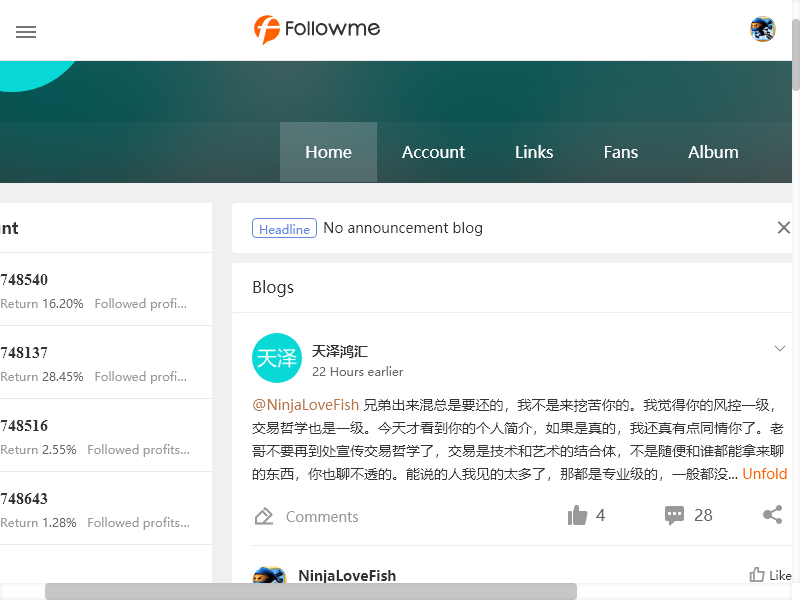 Followme
Home Account Links Fans Album
nt
748540
Return 16.20% Followed profi...
748137
Return 28.45% Followed profi...
748516
Return 2.55% Followed profits...
748643
Return 1.28% Followed profits...
Headline No announcement blog
Blogs
天泽
天泽鸿汇
22 Hours earlier
@NinjaLoveFish 兄弟出来混总是要还的，我不是来挖苦你的。我觉得你的风控一级，
交易哲学也是一级。今天才看到你的个人简介，如果是真的，我还真有点同情你了。老
哥不要再到处宣传交易哲学了，交易是技术和艺术的结合体，不是随便和谁都能拿来聊
的东西，你也聊不透的。能说的人我见的太多了，那都是专业级的，一般都没... Unfold
Comments 4 28
NinjaLoveFish Like